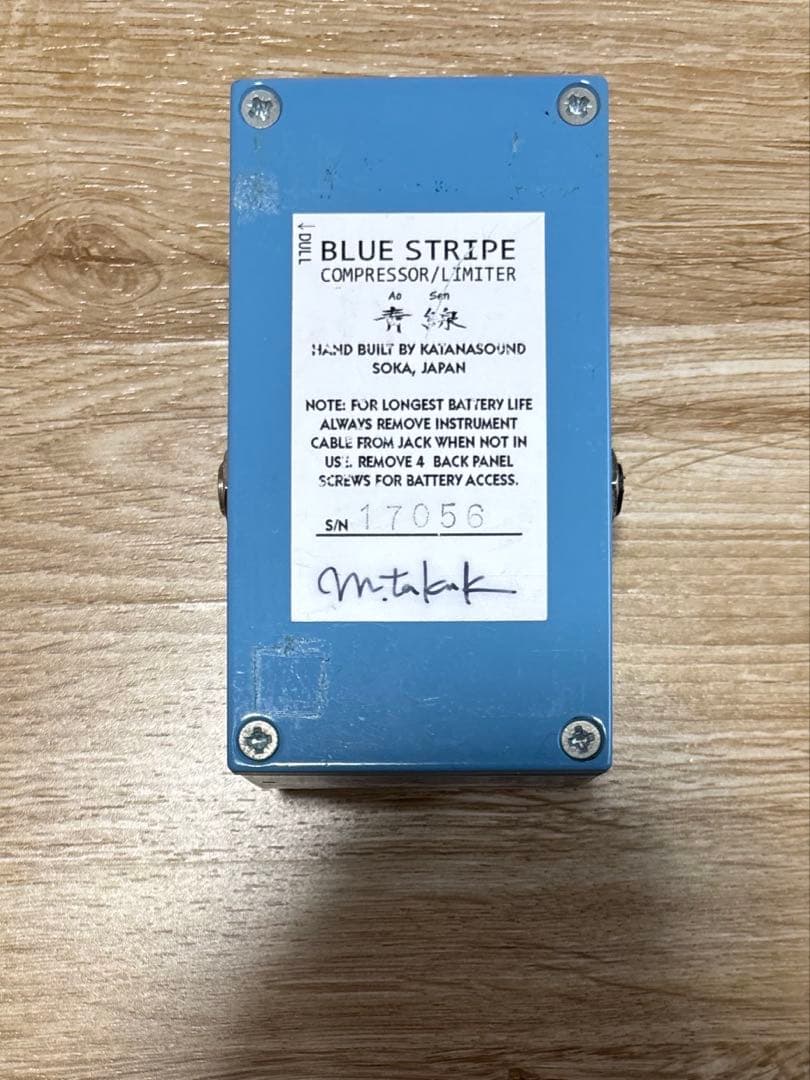 ↓DULL
BLUE STRIPE
COMPRESSOR/LIMITER
Ao Sen
青線
HAND BUILT BY KATANASOUND
SOKA, JAPAN
NOTE: FOR LONGEST BATTERY LIFE
ALWAYS REMOVE INSTRUMENT
CABLE FROM JACK WHEN NOT IN
USE. REMOVE 4 BACK PANEL
SCREWS FOR BATTERY ACCESS.
S/N 17056